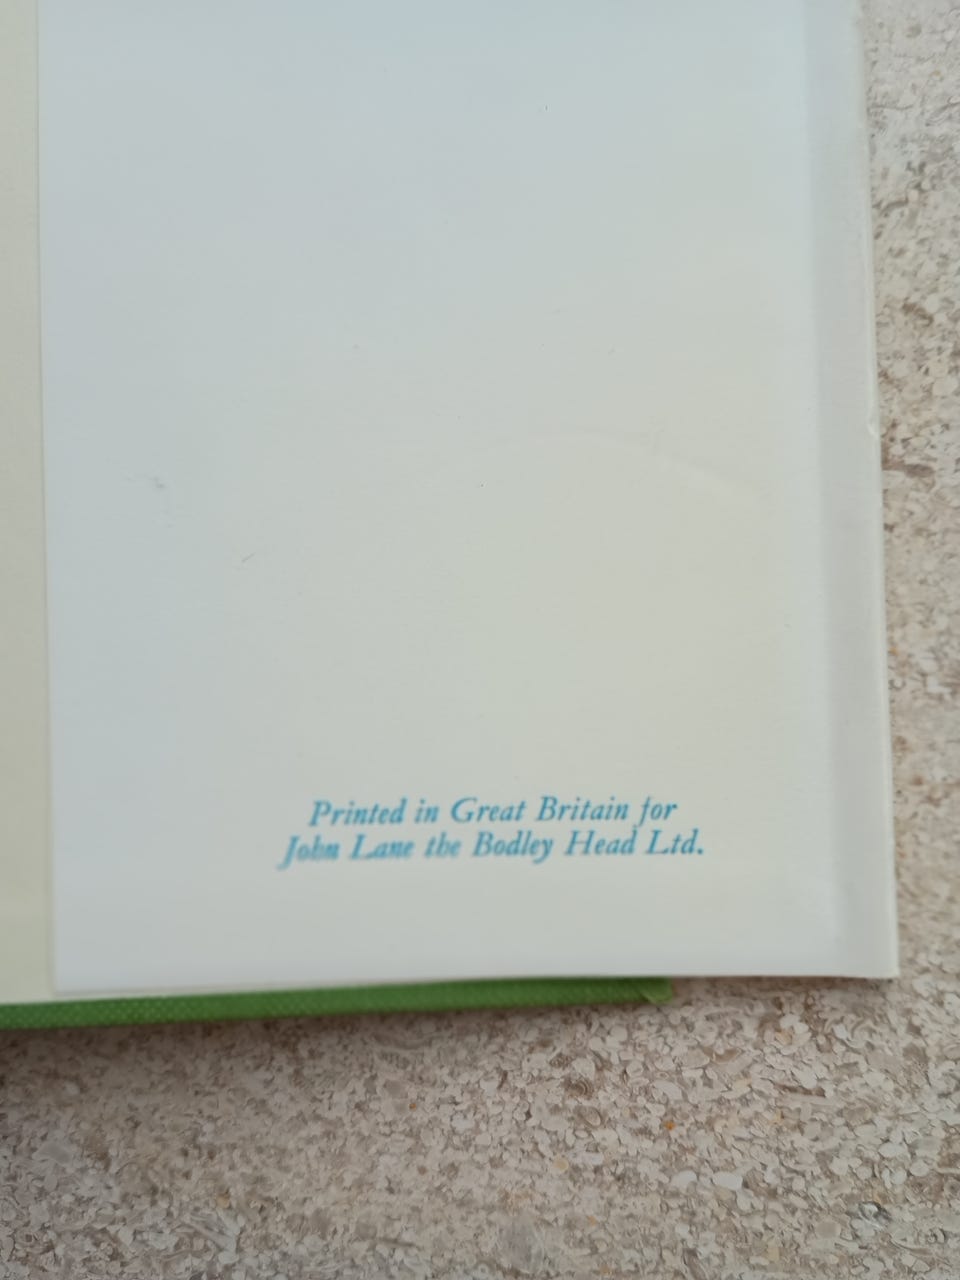 Printed in Great Britain for
John Lane the Bodley Head Ltd.